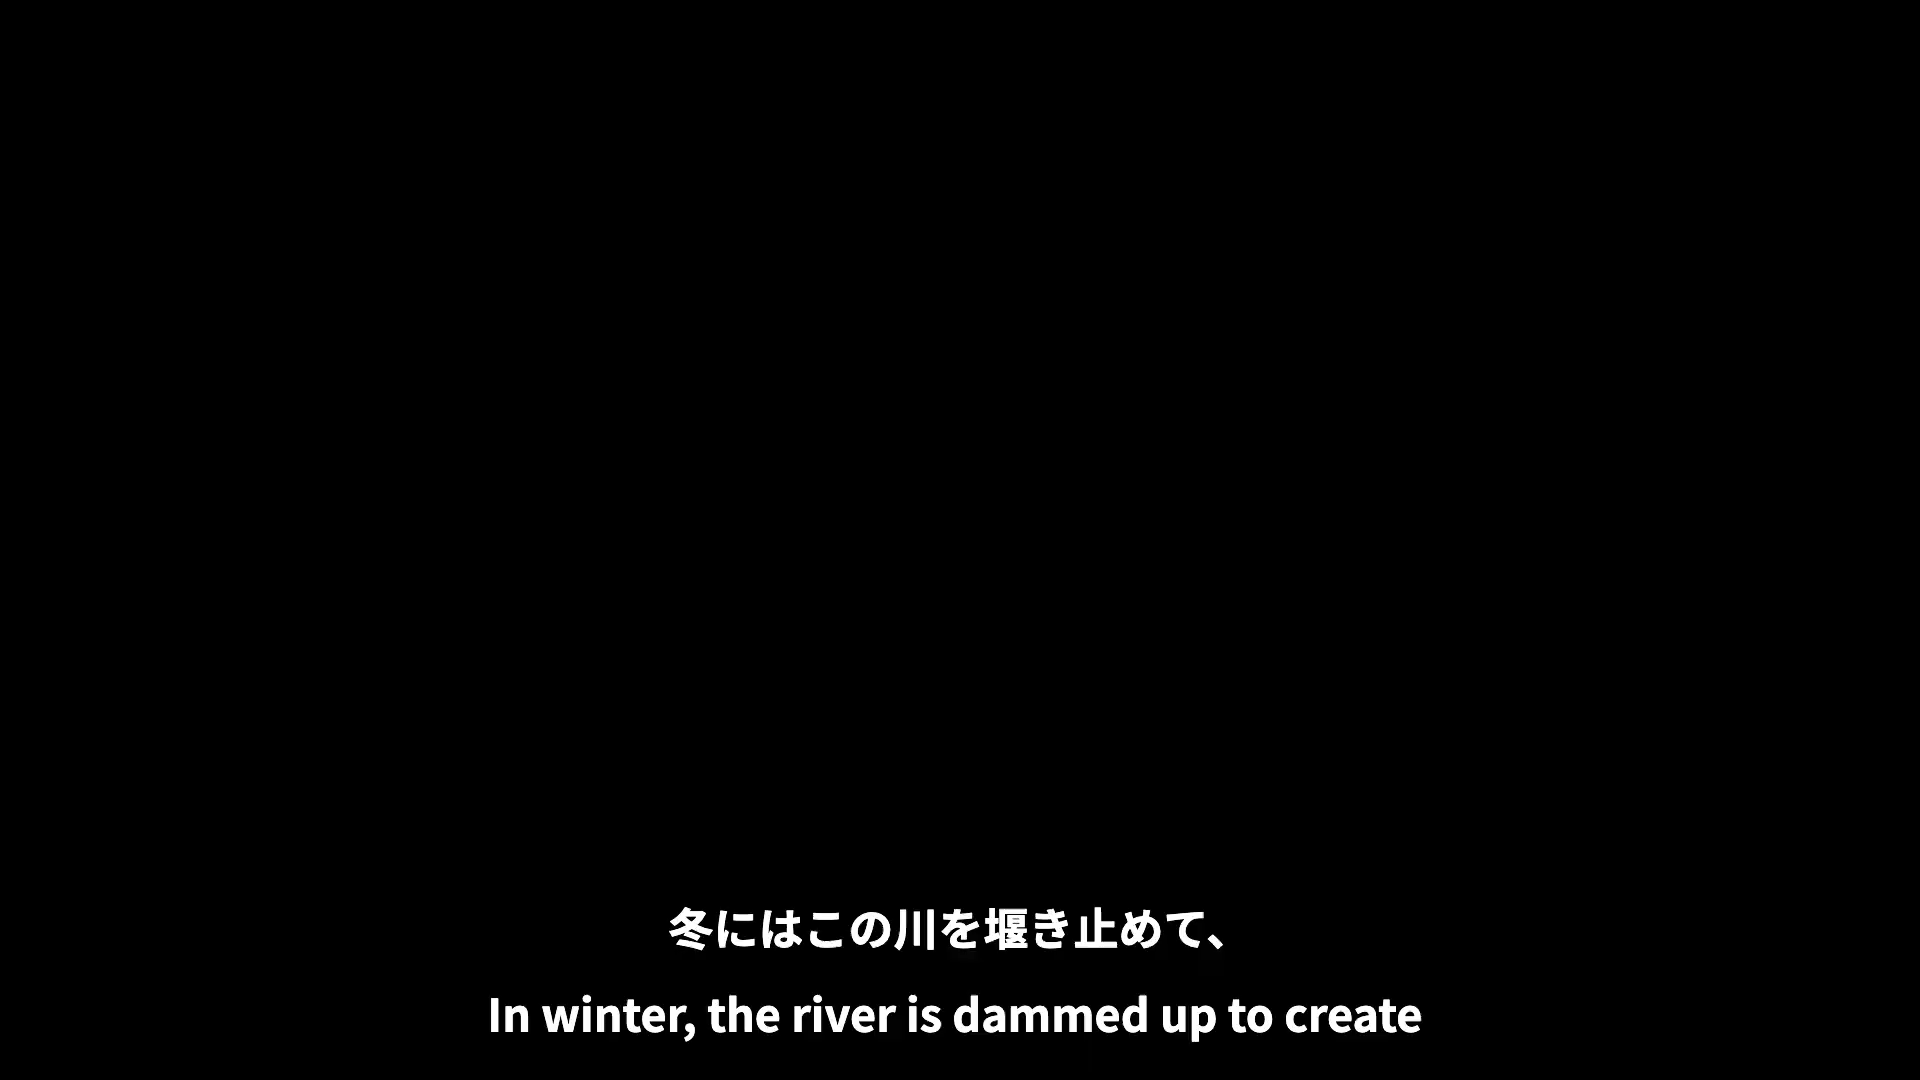 冬にはこの川を堰き止めて、
In winter, the river is dammed up to create